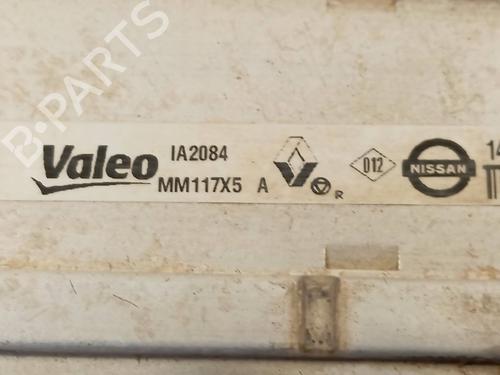 B-PARTS
Valeo
IA2084
MM117X5 A
R
012
NISSAN
14